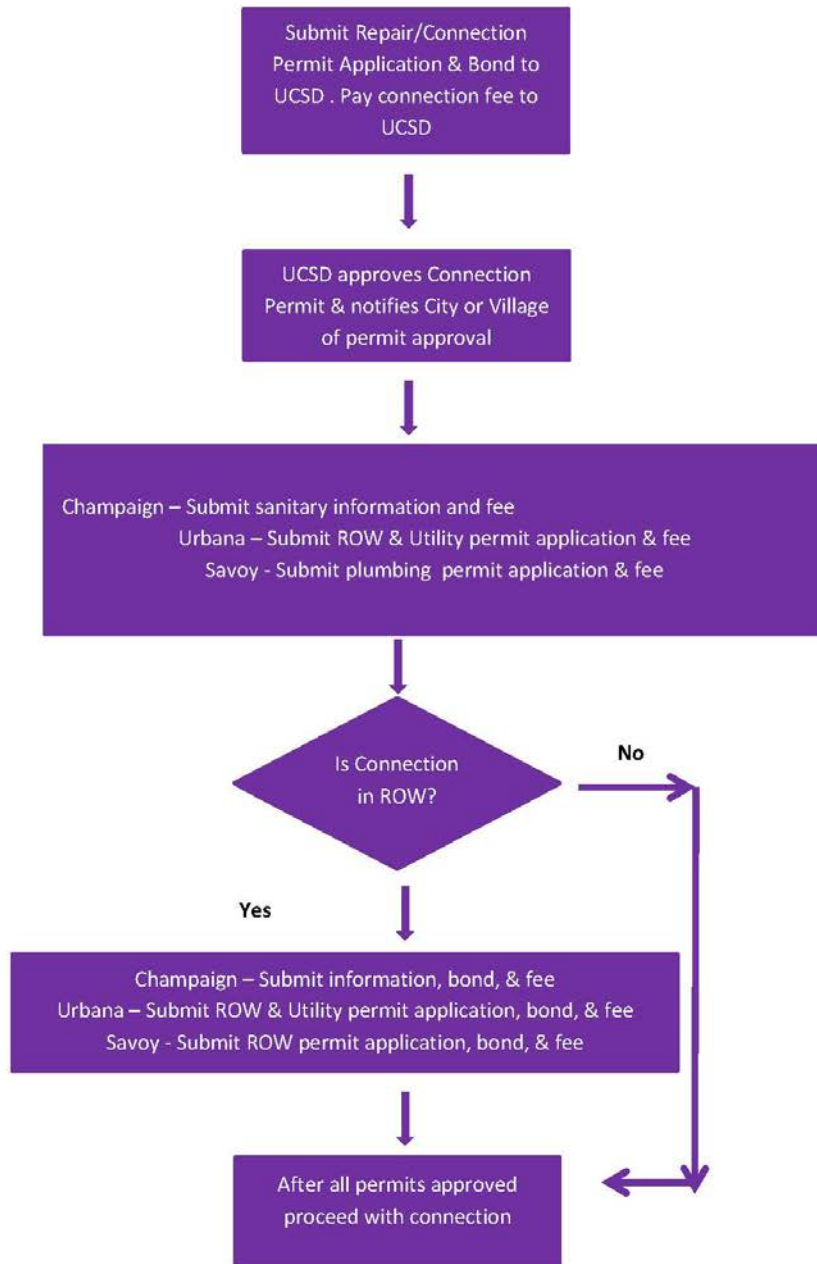 Submit Repair/Connection
Permit Application & Bond to
UCSD . Pay connection fee to
UCSD
UCSD approves Connection
Permit & notifies City or Village
of permit approval
Champaign – Submit sanitary information and fee
Urbana – Submit ROW & Utility permit application & fee
Savoy - Submit plumbing permit application & fee
Is Connection
in ROW?
No
Yes
Champaign – Submit information, bond, & fee
Urbana – Submit ROW & Utility permit application, bond, & fee
Savoy - Submit ROW permit application, bond, & fee
After all permits approved
proceed with connection